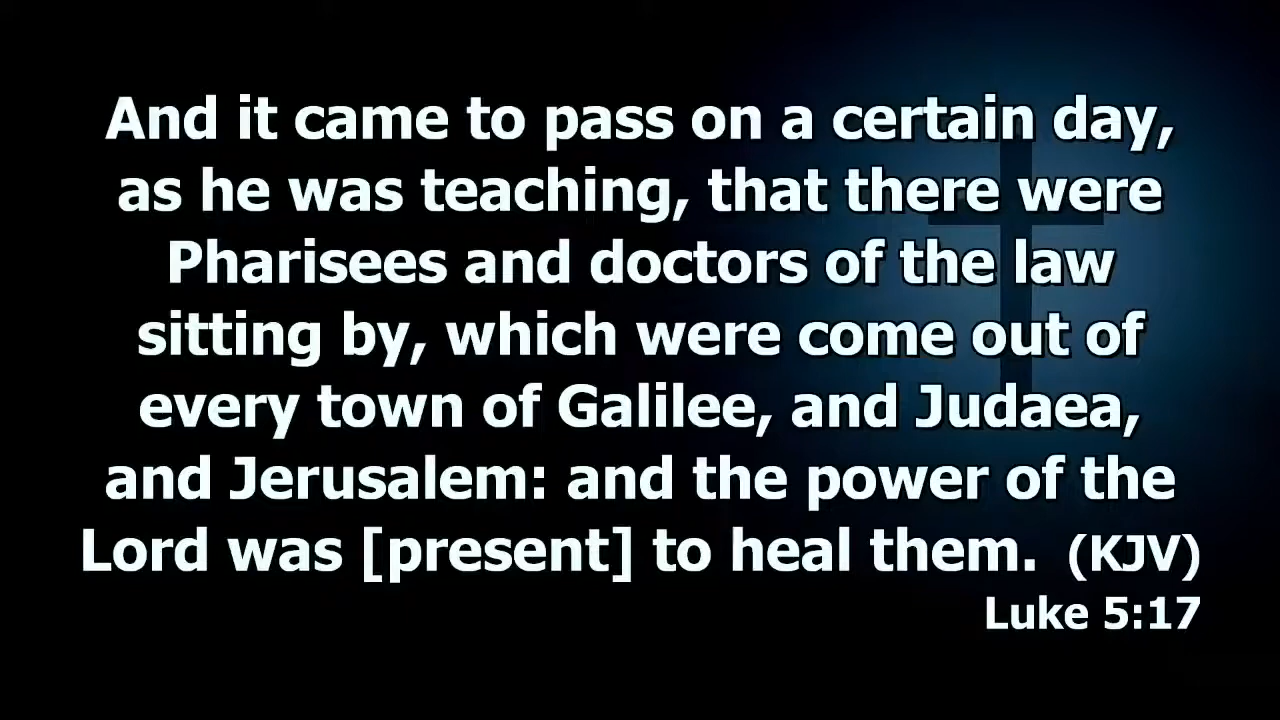 And it came to pass on a certain day,
as he was teaching, that there were
Pharisees and doctors of the law
sitting by, which were come out of
every town of Galilee, and Judaea,
and Jerusalem: and the power of the
Lord was [present] to heal them. (KJV)
Luke 5:17